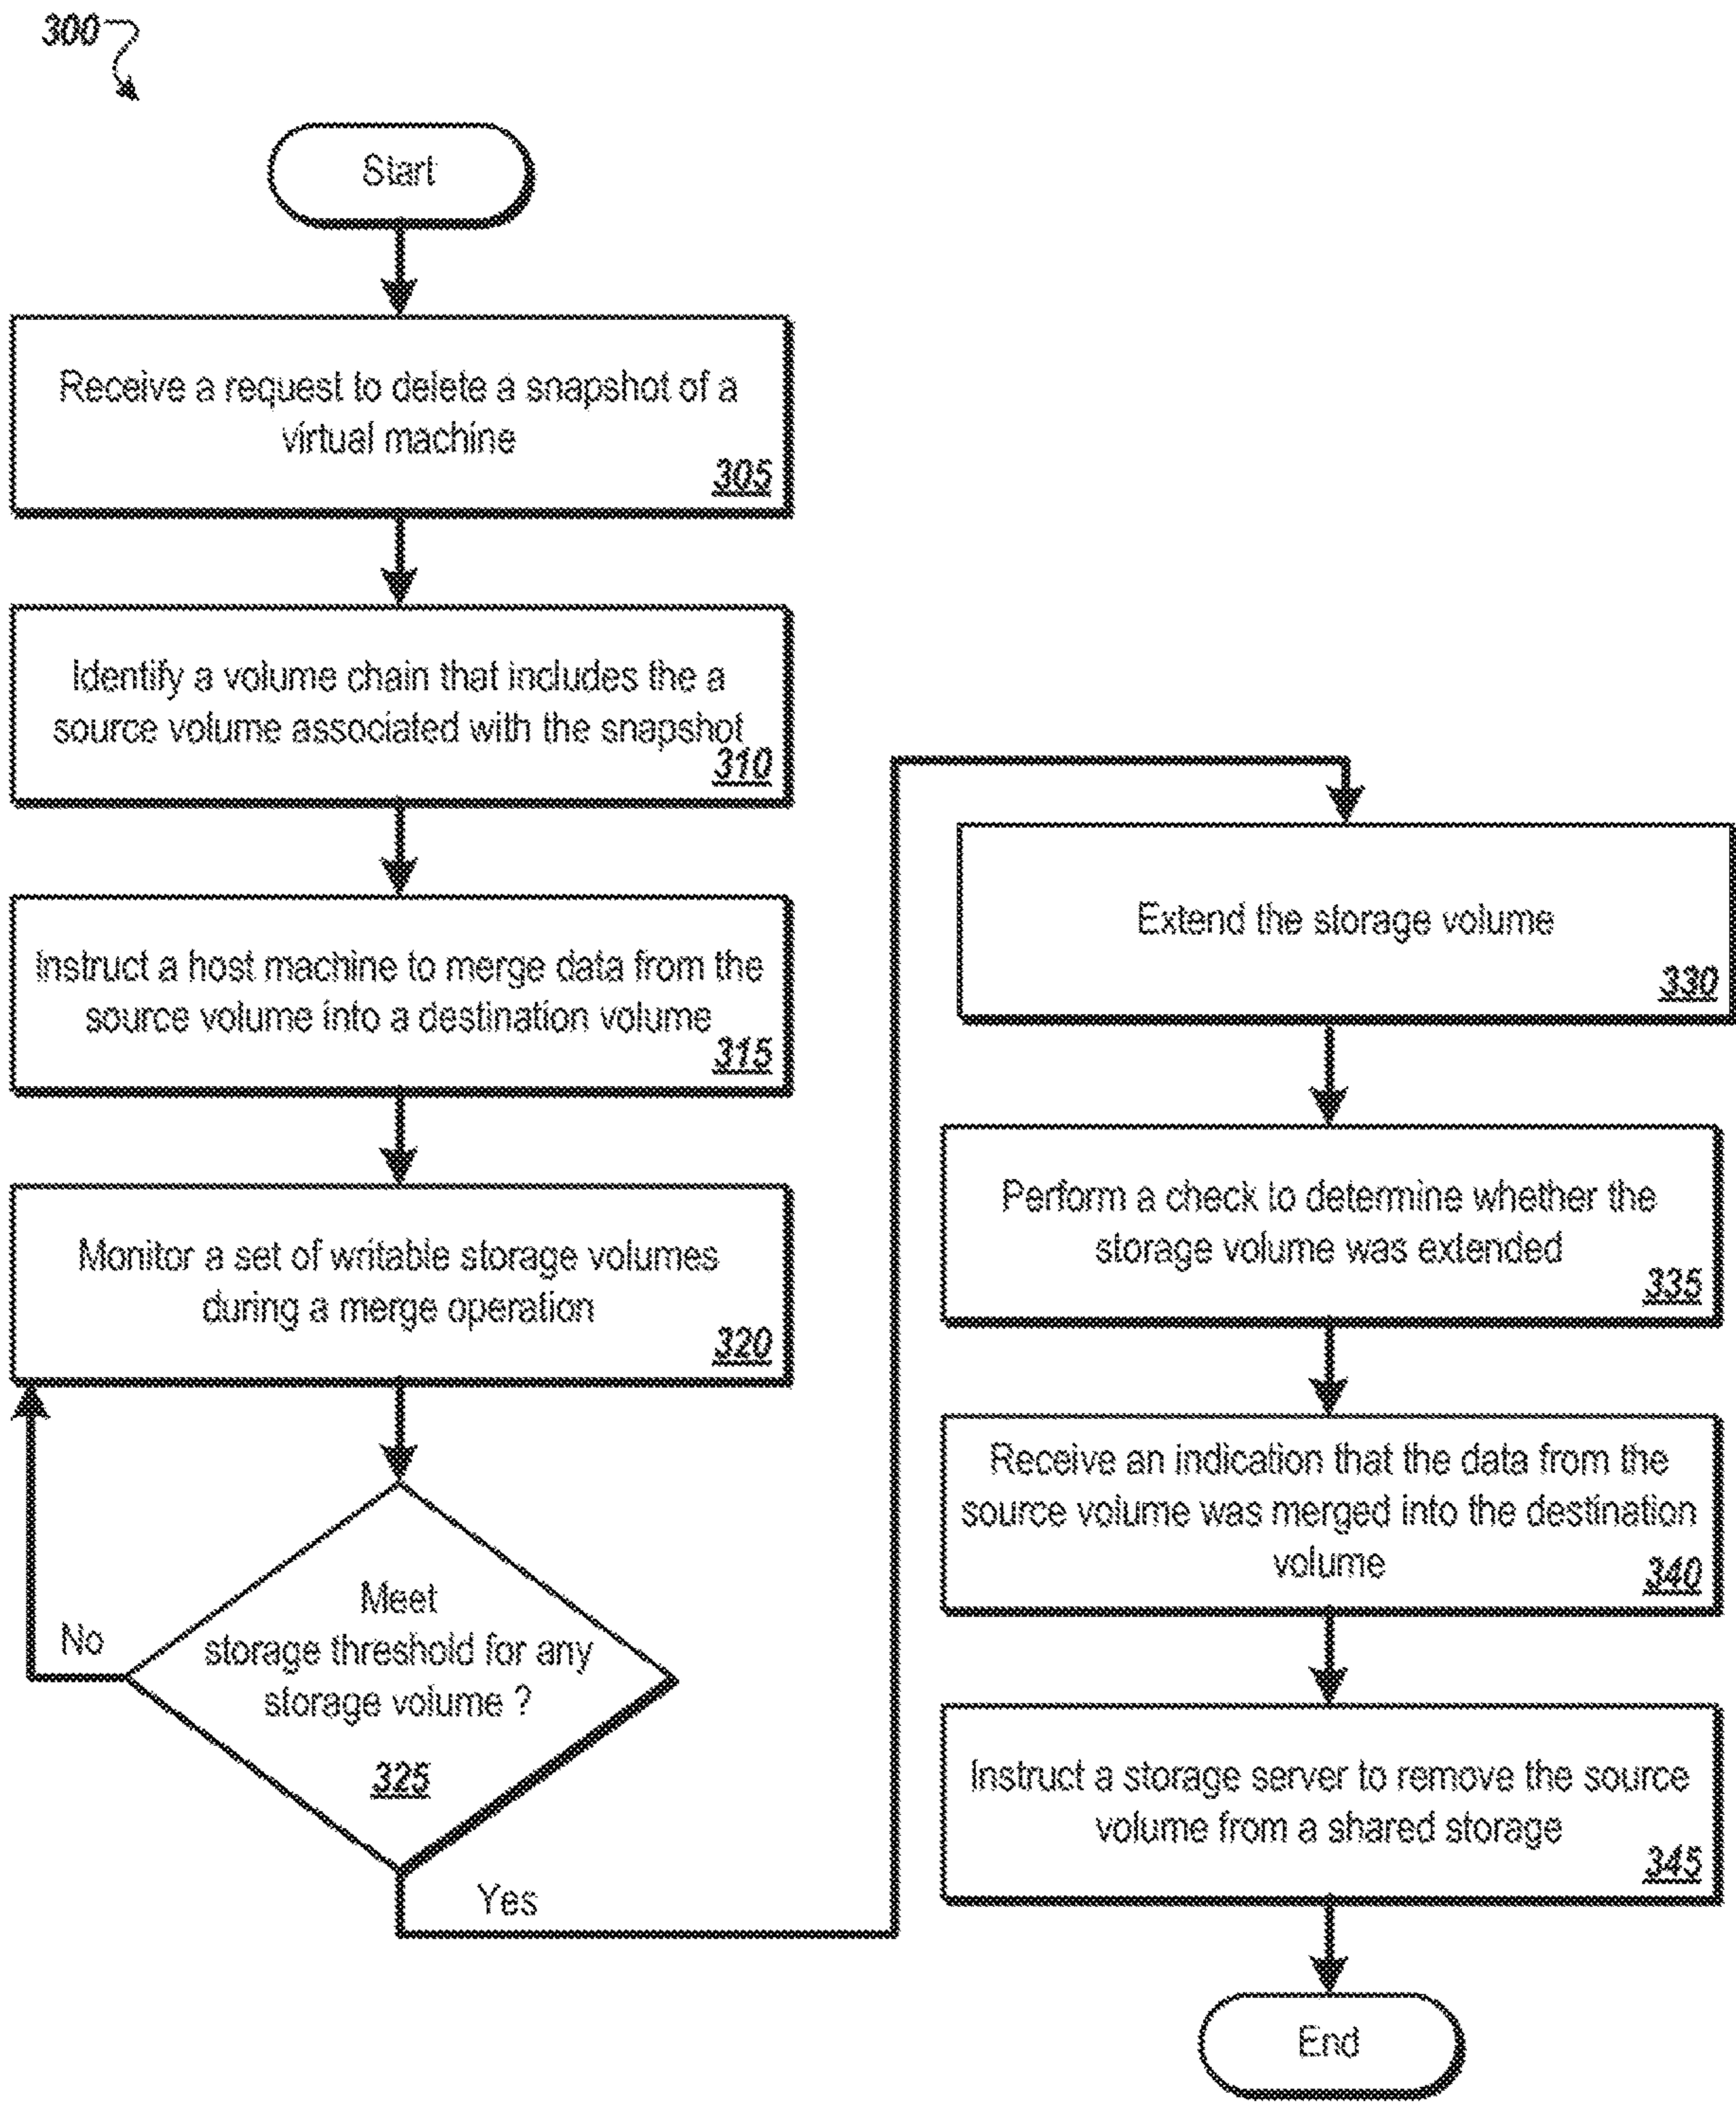 300
Start
Receive a request to delete a snapshot of a
virtual machine
305
Identify a volume chain that includes the a
source volume associated with the snapshot
310
Instruct a host machine to merge data from the
source volume into a destination volume
315
Monitor a set of writable storage volumes
during a merge operation
320
Meet
storage threshold for any
storage volume ?
325
No
Yes
Extend the storage volume
330
Perform a check to determine whether the
storage volume was extended
335
Receive an indication that the data from the
source volume was merged into the destination
volume
340
Instruct a storage server to remove the source
volume from a shared storage
345
End